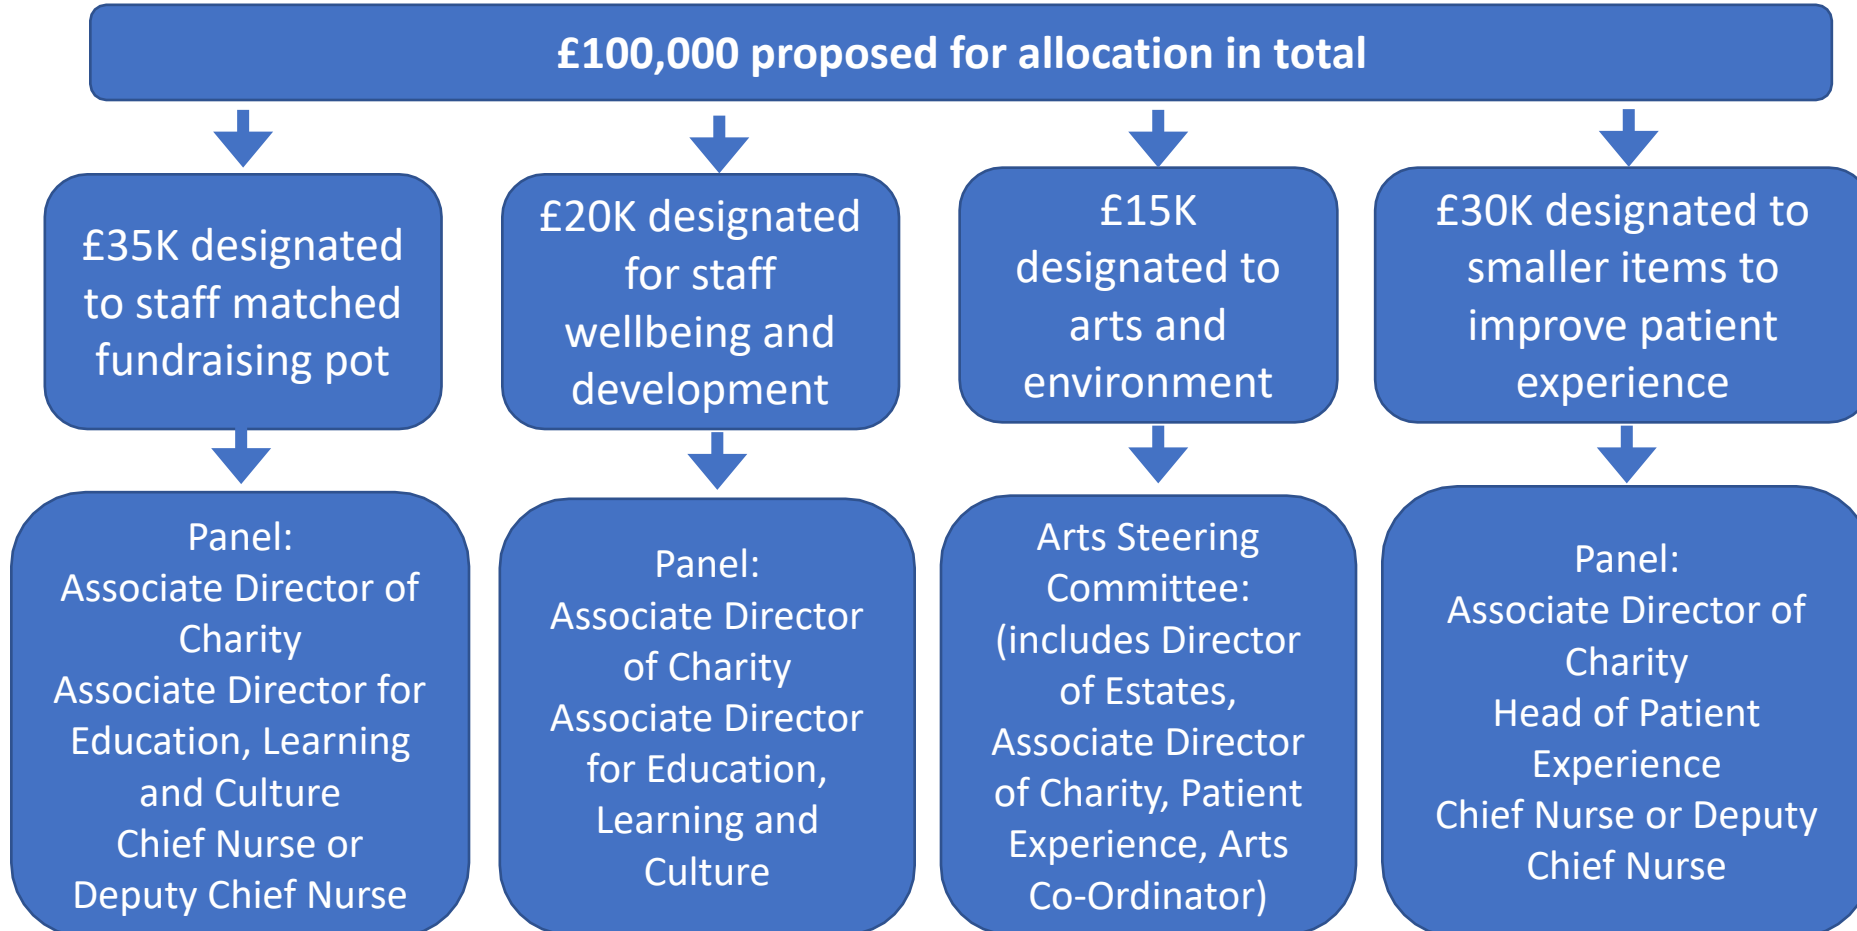 £100,000 proposed for allocation in total
£35K designated
to staff matched
fundraising pot
£20K designated
for staff
wellbeing and
development
£15K
designated to
arts and
environment
£30K designated to
smaller items to
improve patient
experience
Panel:
Associate Director of
Charity
Associate Director for
Education, Learning
and Culture
Chief Nurse or
Deputy Chief Nurse
Panel:
Associate Director
of Charity
Associate Director
for Education,
Learning and
Culture
Arts Steering
Committee:
(includes Director
of Estates,
Associate Director
of Charity, Patient
Experience, Arts
Co-Ordinator)
Panel:
Associate Director of
Charity
Head of Patient
Experience
Chief Nurse or Deputy
Chief Nurse